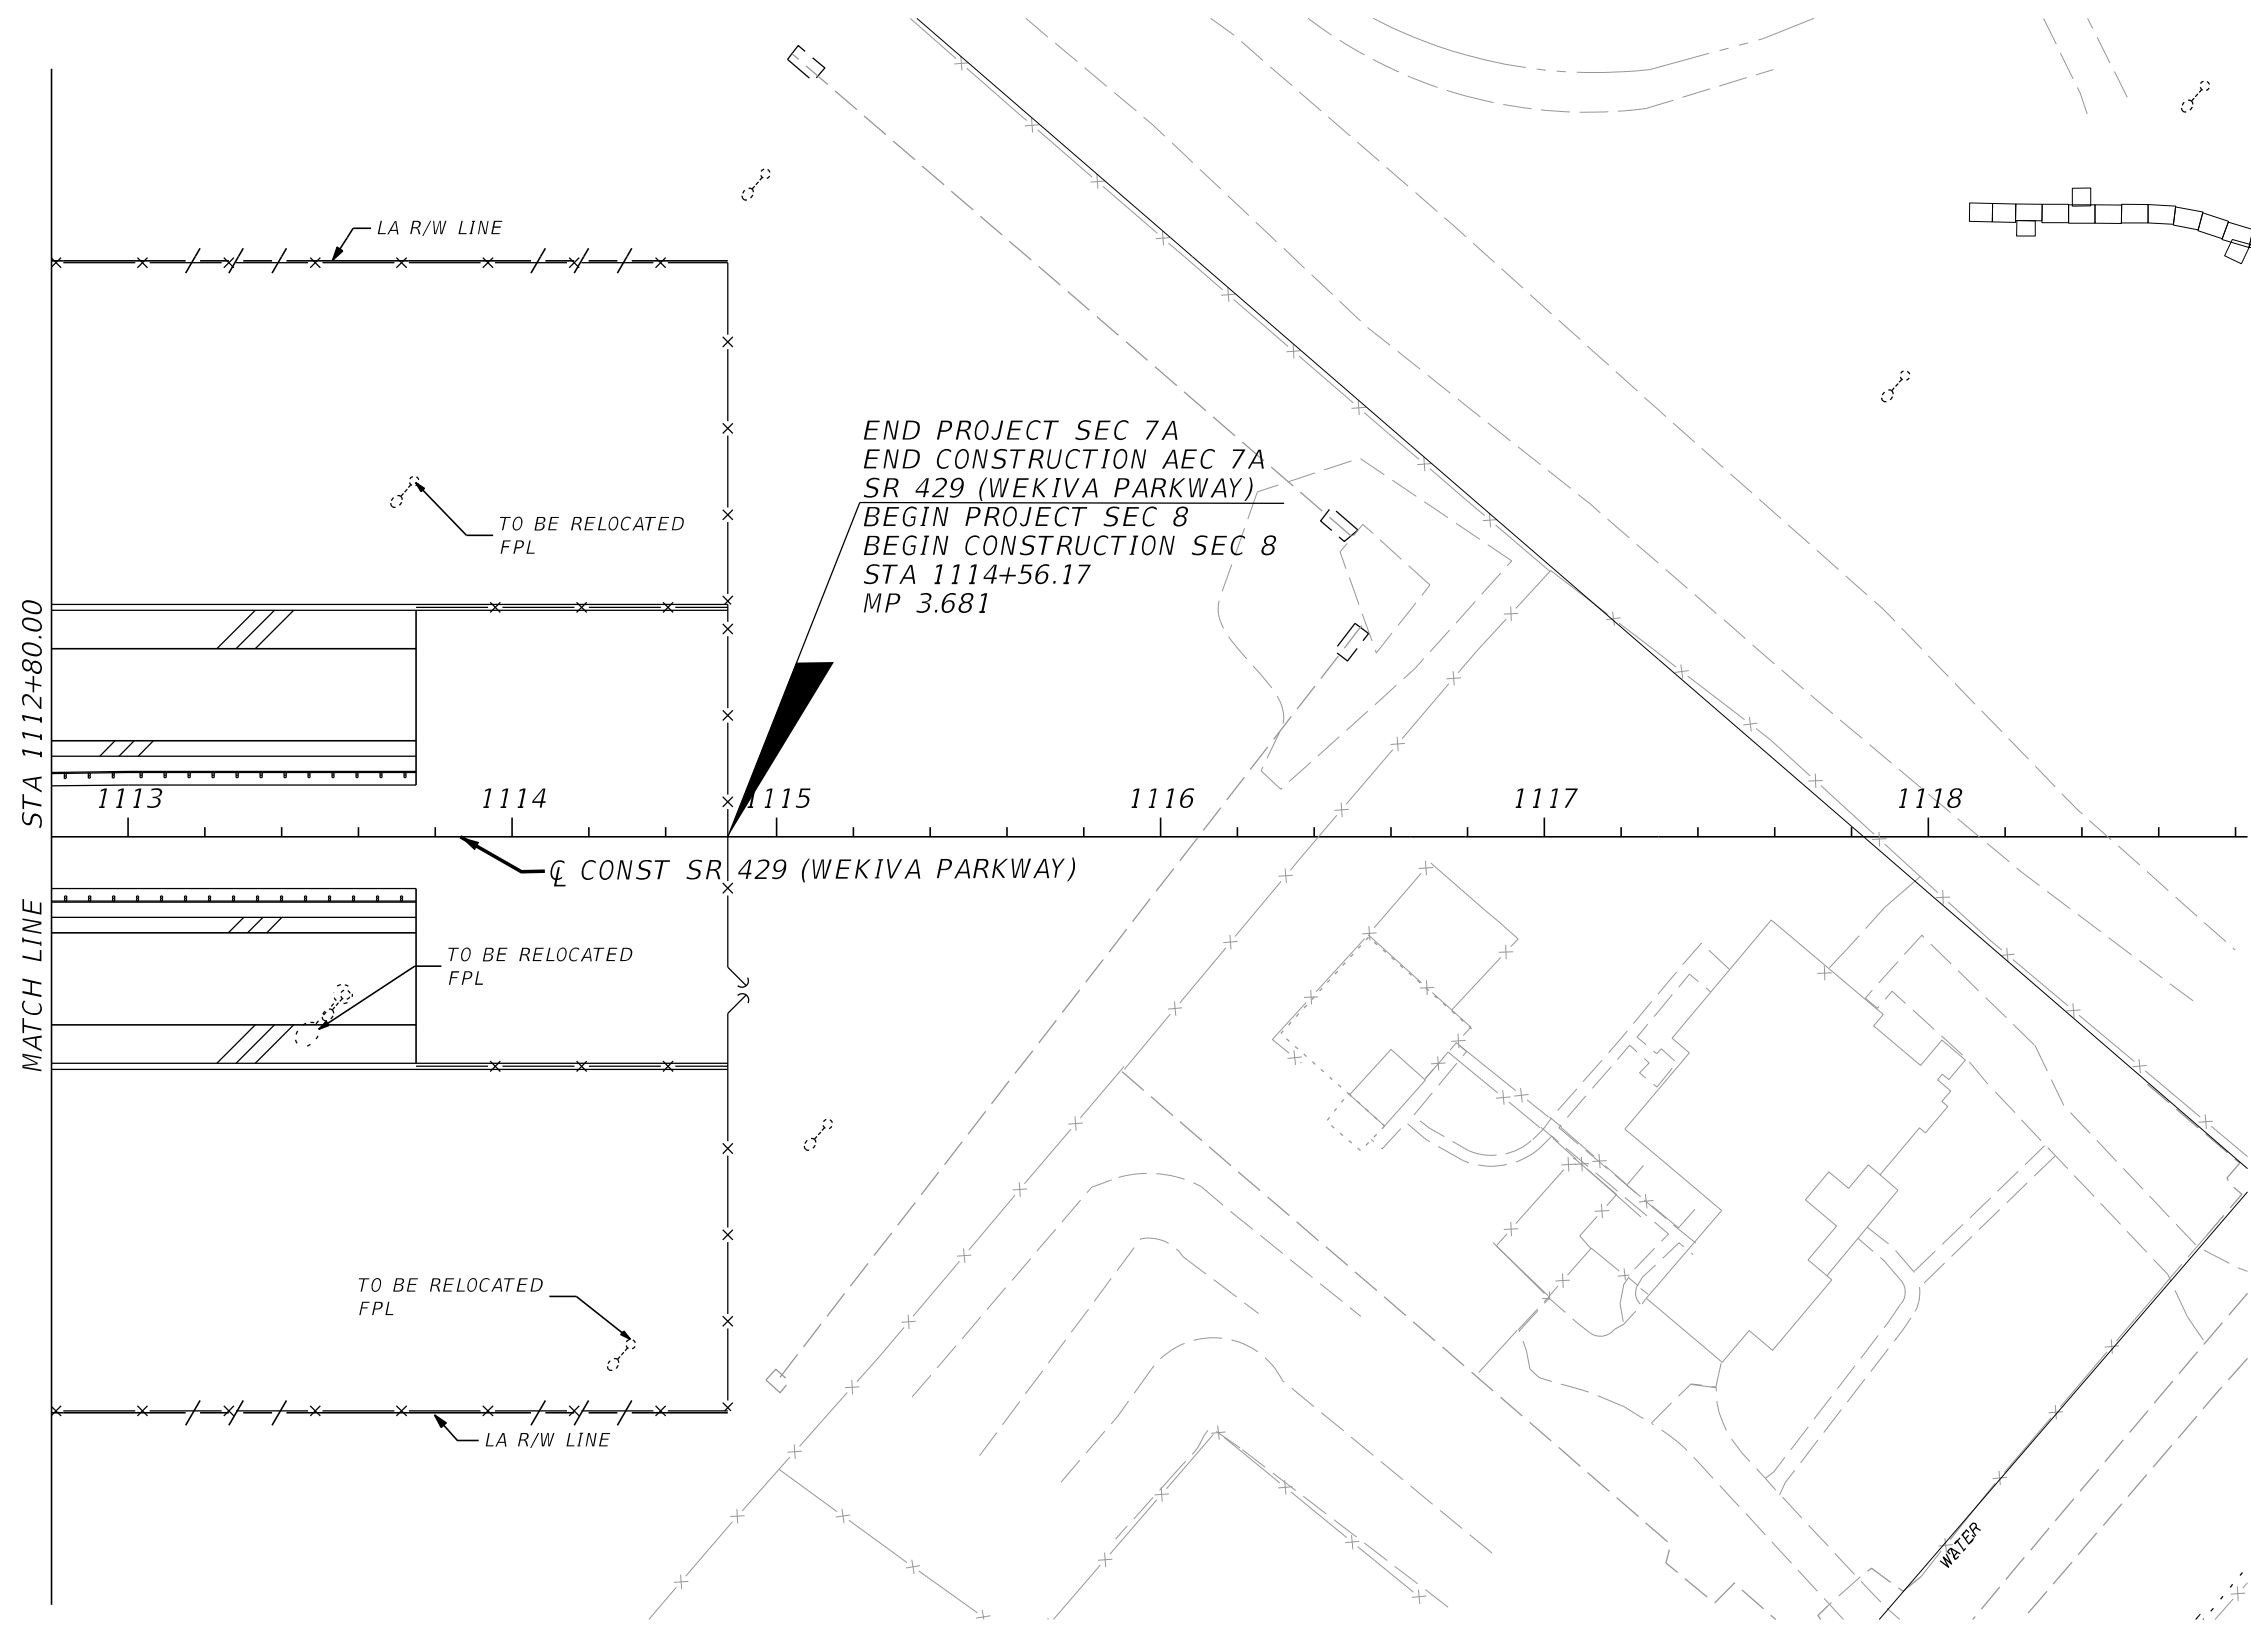 LA R/W LINE
END PROJECT SEC 7A
END CONSTRUCTION AEC 7A
SR 429 (WEKIVA PARKWAY)
BEGIN PROJECT SEC 8
BEGIN CONSTRUCTION SEC 8
STA 1114+56.17
MP 3.681
TO BE RELOCATED
FPL
MATCH LINE STA 1112+80.00
1113 1114 1115 1116 1117 1118
℄ CONST SR 429 (WEKIVA PARKWAY)
TO BE RELOCATED
FPL
TO BE RELOCATED
FPL
LA R/W LINE
WATER